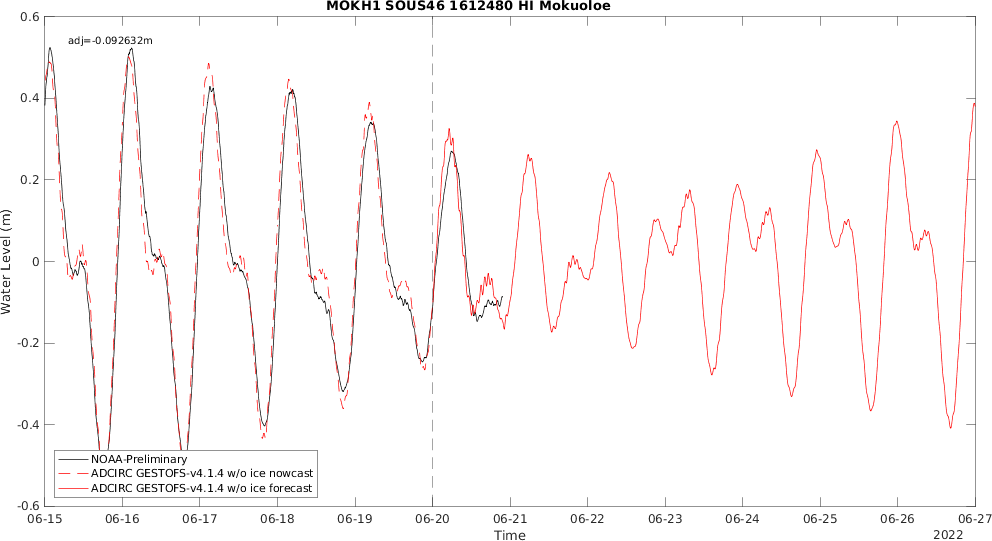 MOKH1 SOUS46 1612480 HI Mokuoloe
adj=-0.092632m
0.6
0.4
0.2
0
-0.2
-0.4
-0.6
Water Level (m)
NOAA-Preliminary
ADCIRC GESTOFS-v4.1.4 w/o ice nowcast
ADCIRC GESTOFS-v4.1.4 w/o ice forecast
06-15 06-16 06-17 06-18 06-19 06-20 06-21 06-22 06-23 06-24 06-25 06-26 06-27
2022
Time